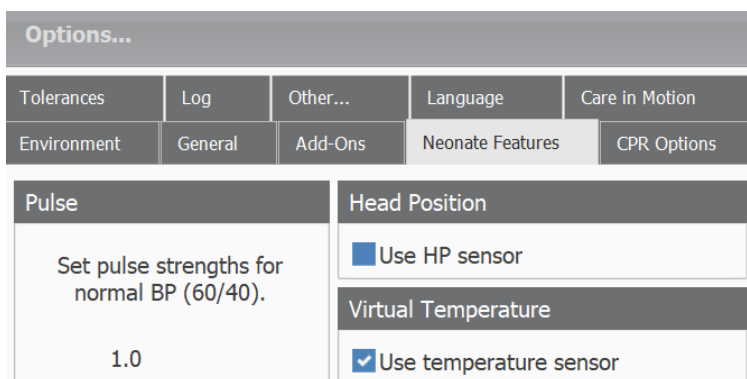 Options...
Tolerances Log Other... Language Care in Motion
Environment General Add-Ons Neonate Features CPR Options
Pulse
Set pulse strengths for
normal BP (60/40).
1.0
Head Position
Use HP sensor
Virtual Temperature
Use temperature sensor